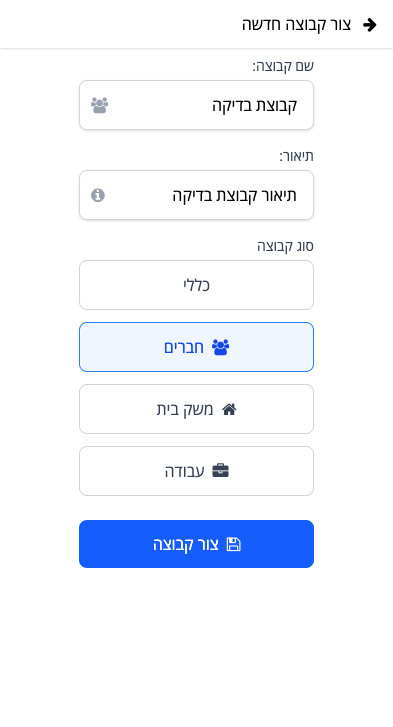 צור קבוצה חדשה
שם קבוצה:
קבוצת בדיקה
תיאור:
תיאור קבוצת בדיקה
סוג קבוצה
כללי
חברים
משק בית
עבודה
צור קבוצה